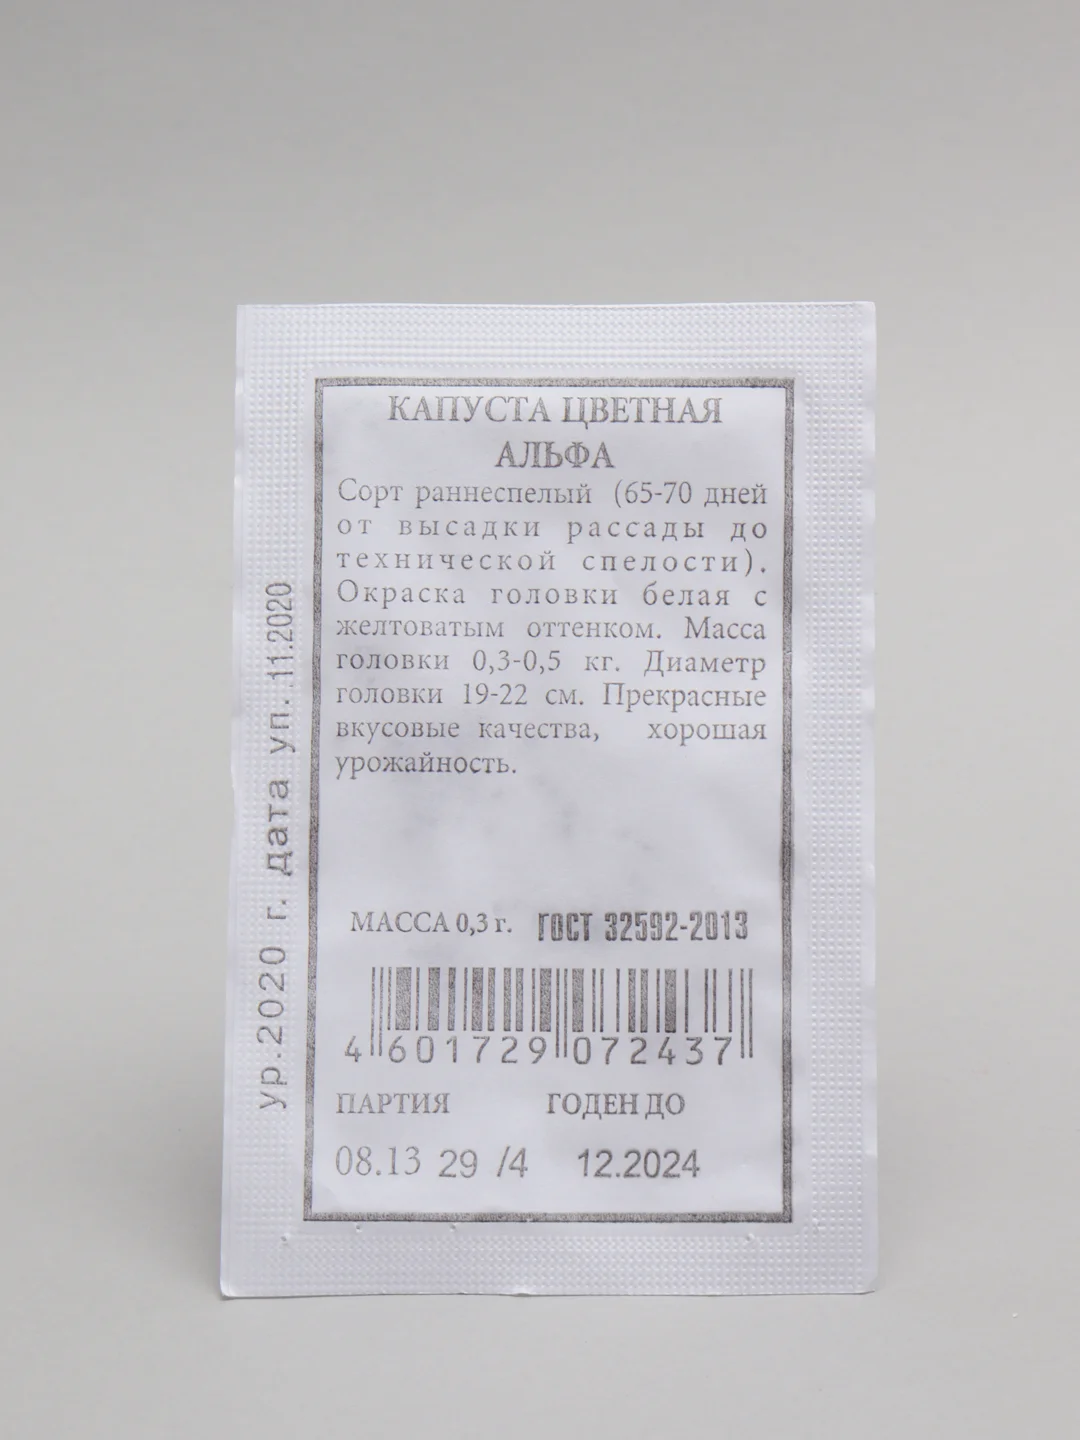 КАПУСТА ЦВЕТНАЯ
АЛЬФА
Сорт раннеспелый (65-70 дней
от высадки рассады до
технической спелости).
Окраска головки белая с
желтоватым оттенком. Масса
головки 0,3-0,5 кг. Диаметр
головки 19-22 см. Прекрасные
вкусовые качества, хорошая
урожайность.
МАССА 0,3 г. ГОСТ 32592-2013
4 601729 072437
ПАРТИЯ ГОДЕН ДО
08.13 29 /4 12.2024
ур.2020 г. дата уп. .11.2020